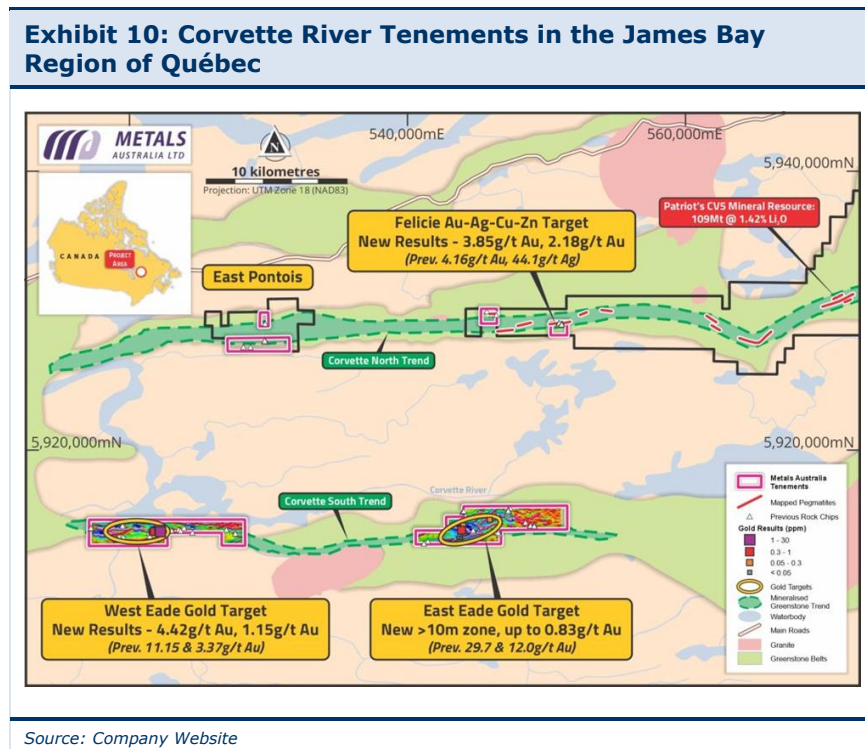 Exhibit 10: Corvette River Tenements in the James Bay
Region of Québec
METALS
AUSTRALIA LTD
N
10 kilometres
Projection: UTM Zone 18 (NAD83)
540,000mE
560,000mE
5,940,000mN
CANADA
PROJECT
AREA
Felicie Au-Ag-Cu-Zn Target
New Results - 3.85g/t Au, 2.18g/t Au
(Prev. 4.16g/t Au, 44.1g/t Ag)
Patriot's CV5 Mineral Resource:
109Mt @ 1.42% Li₂O
East Pontois
Corvette North Trend
5,920,000mN
5,920,000mN
Corvette River
Corvette South Trend
West Eade Gold Target
New Results - 4.42g/t Au, 1.15g/t Au
(Prev. 11.15 & 3.37g/t Au)
East Eade Gold Target
New >10m zone, up to 0.83g/t Au
(Prev. 29.7 & 12.0g/t Au)
Metals Australia
Tenements
Mapped Pegmatites
Previous Rock Chips
Gold Results (ppm)
1 - 30
0.3 - 1
0.05 - 0.3
< 0.05
Gold Targets
Mineralised
Greenstone Trend
Waterbody
Main Roads
Granite
Greenstone Belts
Source: Company Website